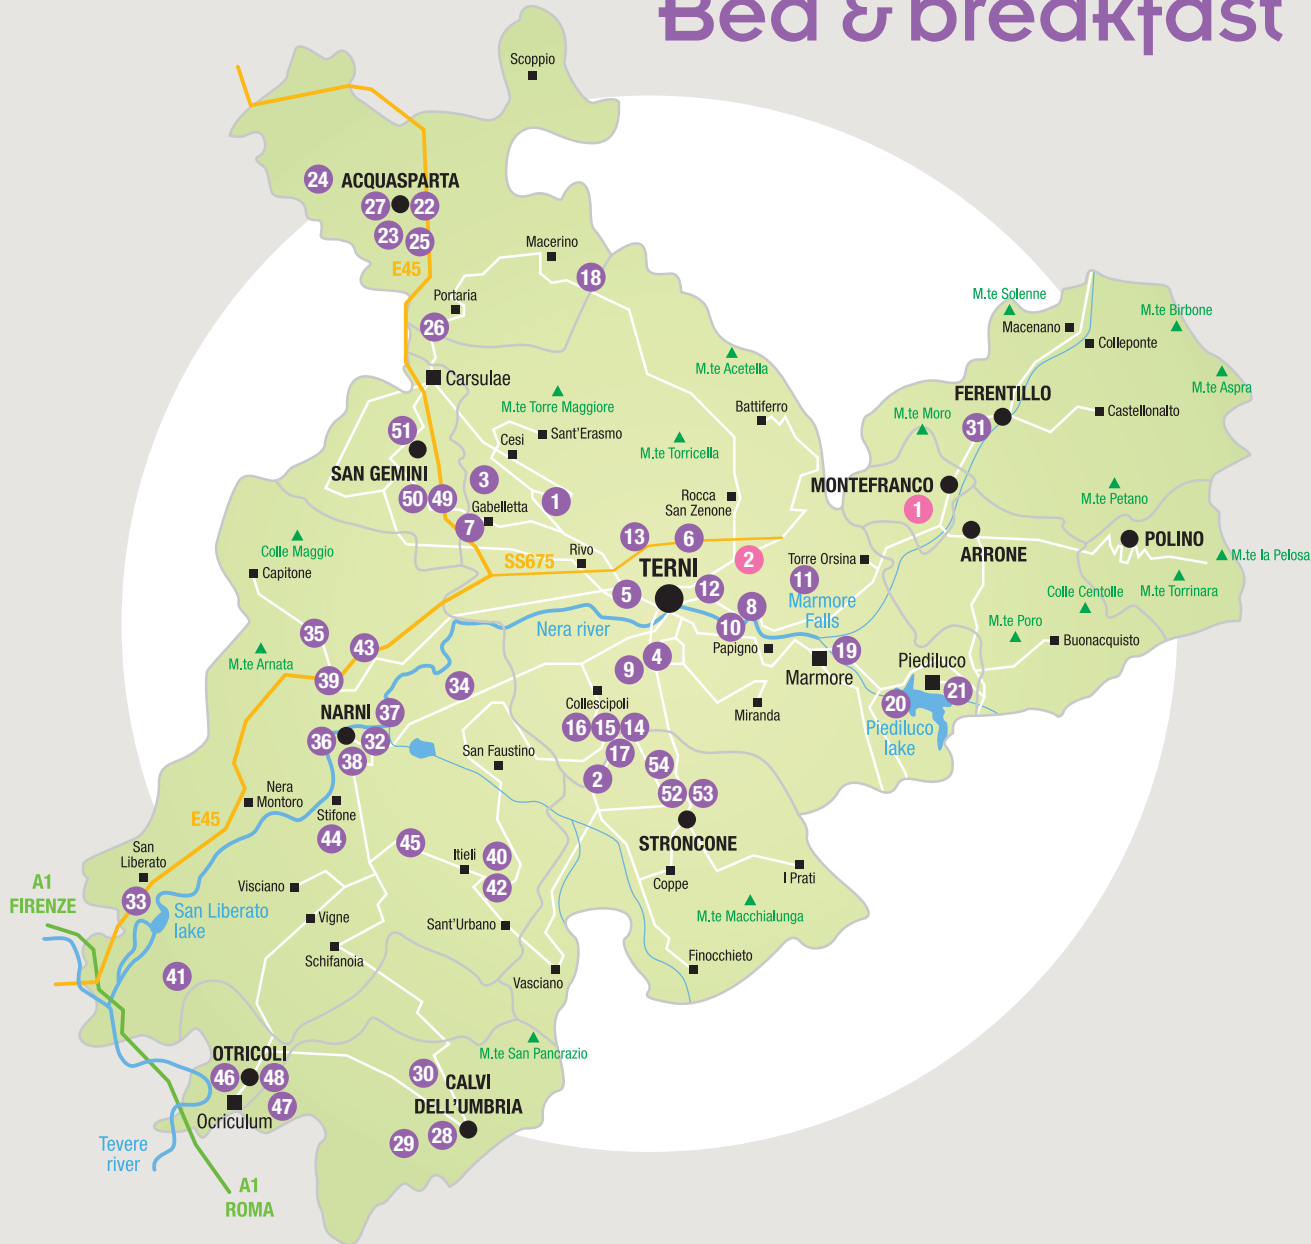 Bed & breakfast
Scoppio
24
ACQUASPARTA
27
22
23
25
E45
Macerino
18
Portaria
26
Carsulae
M.te Solenne
Macenano
M.te Birbone
Colleponte
M.te Aspra
M.te Acetella
M.te Torre Maggiore
Battiferro
FERENTILLO
M.te Moro
31
Castellonalto
51
Cesi
Sant'Erasmo
M.te Torricella
SAN GEMINI
50
49
3
Gabelletta
7
1
Rocca
San Zenone
MONTEFRANCO
1
M.te Petano
ARRONE
POLINO
M.te la Pelosa
M.te Torrinara
Colle Centolle
M.te Poro
Buonacquisto
Colle Maggio
Capitone
SS675
Rivo
13
6
TERNI
2
Torre Orsina
11
Marmore
Falls
5
12
8
10
Papigno
Nera river
19
Marmore
Piediluco
21
20
Piediluco
lake
35
43
M.te Arnata
39
34
9
4
Collescipoli
Miranda
NARNI
37
36
32
38
16
15
14
17
2
54
52
53
STRONCONE
San Faustino
Nera
Montoro
Stifone
44
45
Itieli
40
42
E45
San
Liberato
33
San Liberato
lake
A1
FIRENZE
Visciano
Vigne
Schifanoia
Sant'Urbano
Vasciano
Coppe
I Prati
M.te Macchialunga
Finocchieto
41
M.te San Pancrazio
OTRICOLI
46
48
47
Ocriculum
30
CALVI
DELL'UMBRIA
29
28
Tevere
river
A1
ROMA